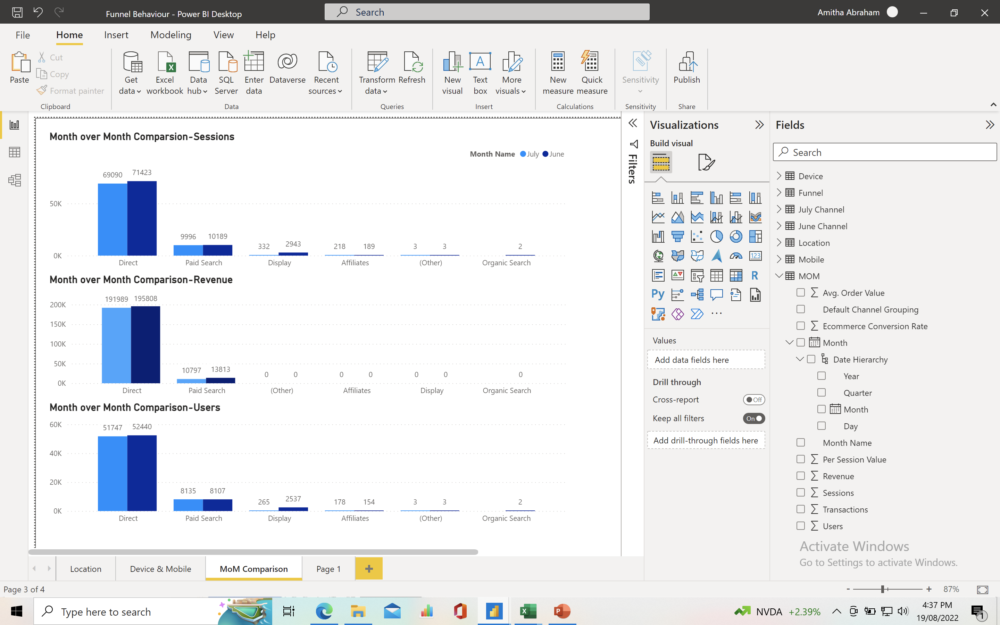 Funnel Behaviour - Power BI Desktop
Search
Amitha Abraham
File Home Insert Modeling View Help
Paste
Cut
Copy
Format painter
Clipboard
Get data
Excel workbook
Data hub
SQL Server
Enter data
Dataverse
Recent sources
Data
Transform data
Refresh
Queries
New visual
Text box
More visuals
Insert
New measure
Quick measure
Calculations
Sensitivity
Sensitivity
Publish
Share
Month over Month Comparsion-Sessions
Month Name July June
69090 71423
50K
9996 10189 332 2943 218 189 3 3 2
0K
Direct Paid Search Display Affiliates (Other) Organic Search
Month over Month Comparison-Revenue
191989 195808
200K
150K
100K
50K
10797 13813 0 0 0 0 0 0 0
0K
Direct Paid Search (Other) Affiliates Display Organic Search
Month over Month Comparison-Users
60K
51747 52440
40K
20K
8135 8107 265 2537 178 154 3 3 2
0K
Direct Paid Search Display Affiliates (Other) Organic Search
Filters
Visualizations
Build visual
123
R
Py
Values
Add data fields here
Drill through
Cross-report Off
Keep all filters On
Add drill-through fields here
Fields
Search
Device
Funnel
July Channel
June Channel
Location
Mobile
MOM
Avg. Order Value
Default Channel Grouping
Ecommerce Conversion Rate
Month
Date Hierarchy
Year
Quarter
Month
Day
Month Name
Per Session Value
Revenue
Sessions
Transactions
Users
Activate Windows
Go to Settings to activate Windows.
Location Device & Mobile MoM Comparison Page 1
Page 3 of 4
- + 87%
Type here to search
NVDA +2.39%
4:37 PM
19/08/2022
1